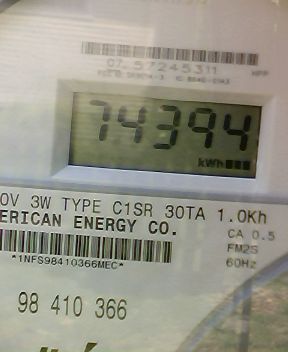 07 57245311
74394
kWh
0V 3W TYPE C1SR 30TA 1.0Kh
ERICAN ENERGY CO.
CA 0.5
FM2S
60Hz
*1NFS98410366MEC*
98 410 366